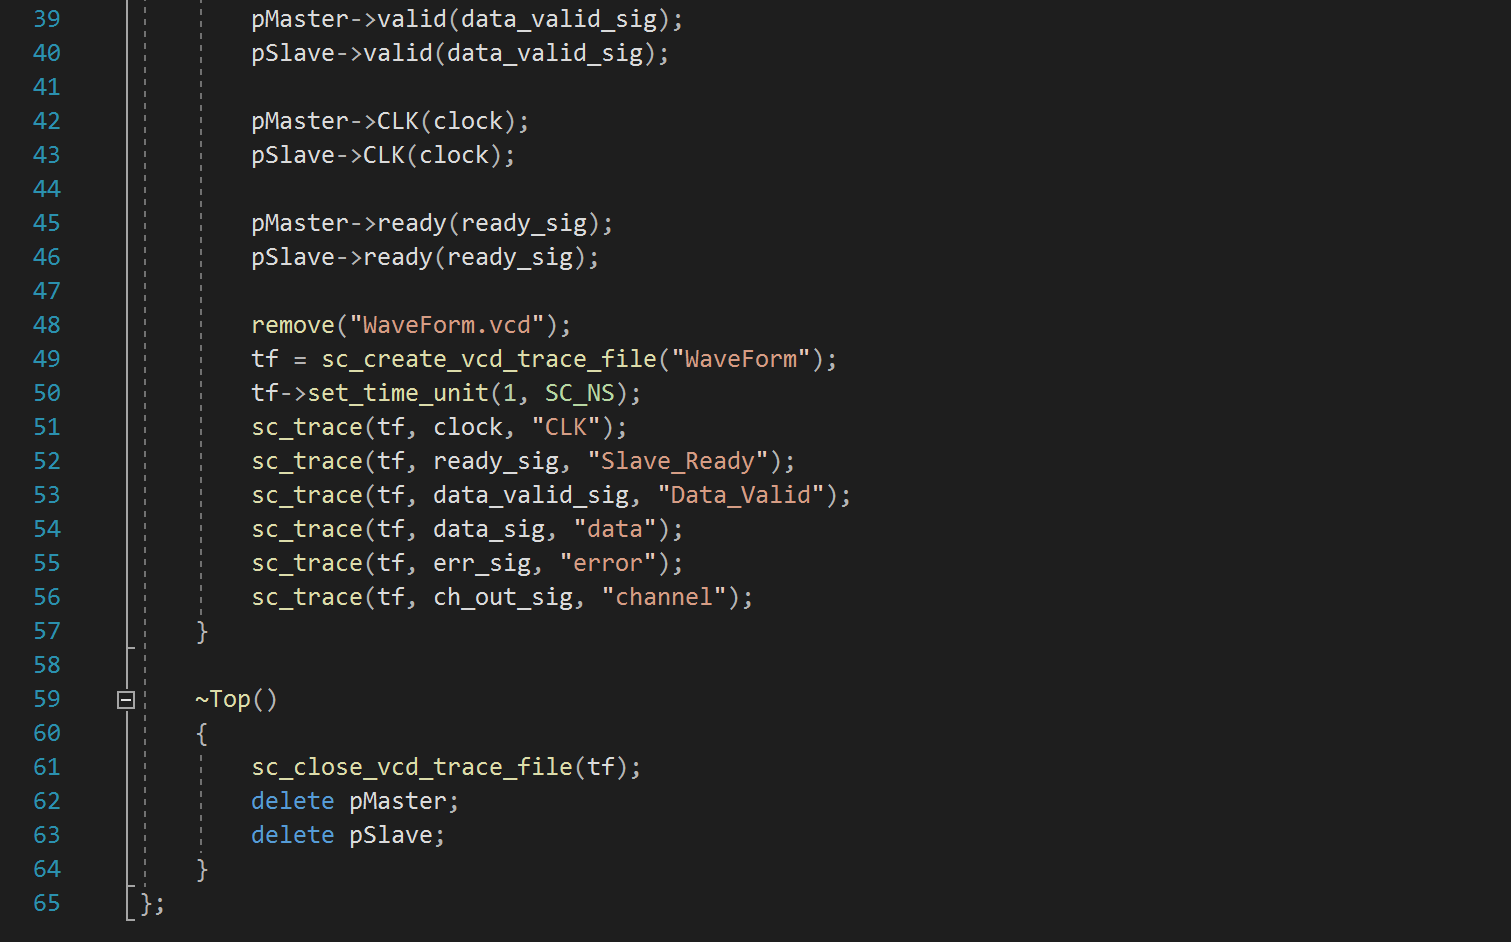 39 pMaster->valid(data_valid_sig);
40 pSlave->valid(data_valid_sig);
41
42 pMaster->CLK(clock);
43 pSlave->CLK(clock);
44
45 pMaster->ready(ready_sig);
46 pSlave->ready(ready_sig);
47
48 remove("WaveForm.vcd");
49 tf = sc_create_vcd_trace_file("WaveForm");
50 tf->set_time_unit(1, SC_NS);
51 sc_trace(tf, clock, "CLK");
52 sc_trace(tf, ready_sig, "Slave_Ready");
53 sc_trace(tf, data_valid_sig, "Data_Valid");
54 sc_trace(tf, data_sig, "data");
55 sc_trace(tf, err_sig, "error");
56 sc_trace(tf, ch_out_sig, "channel");
57 }
58
59 ~Top()
60 {
61 sc_close_vcd_trace_file(tf);
62 delete pMaster;
63 delete pSlave;
64 }
65 };